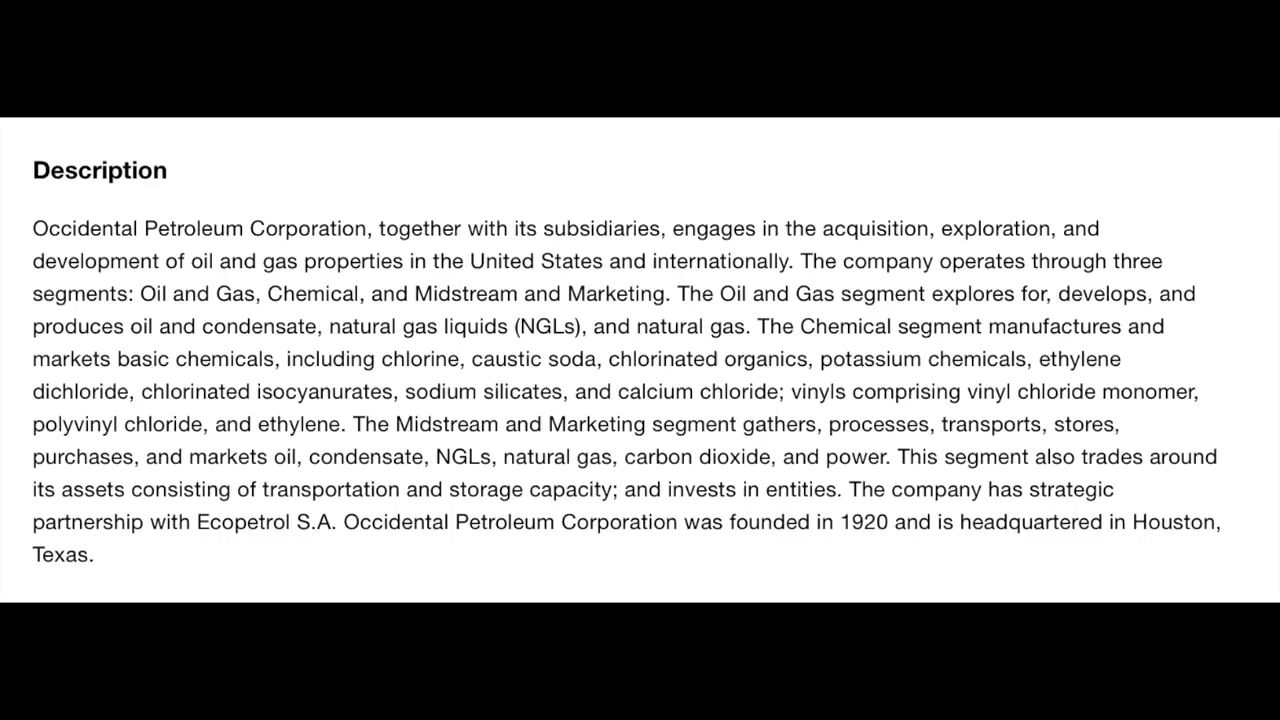 Description
Occidental Petroleum Corporation, together with its subsidiaries, engages in the acquisition, exploration, and
development of oil and gas properties in the United States and internationally. The company operates through three
segments: Oil and Gas, Chemical, and Midstream and Marketing. The Oil and Gas segment explores for, develops, and
produces oil and condensate, natural gas liquids (NGLs), and natural gas. The Chemical segment manufactures and
markets basic chemicals, including chlorine, caustic soda, chlorinated organics, potassium chemicals, ethylene
dichloride, chlorinated isocyanurates, sodium silicates, and calcium chloride; vinyls comprising vinyl chloride monomer,
polyvinyl chloride, and ethylene. The Midstream and Marketing segment gathers, processes, transports, stores,
purchases, and markets oil, condensate, NGLs, natural gas, carbon dioxide, and power. This segment also trades around
its assets consisting of transportation and storage capacity; and invests in entities. The company has strategic
partnership with Ecopetrol S.A. Occidental Petroleum Corporation was founded in 1920 and is headquartered in Houston,
Texas.